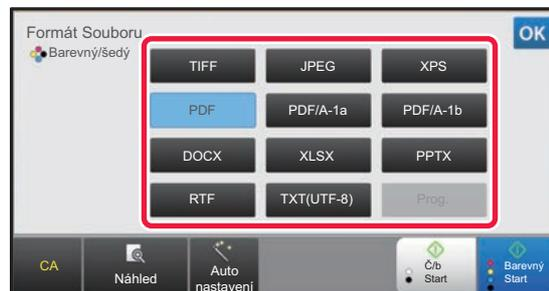 Formát Souboru
OK
Barevný/šedý
TIFF
JPEG
XPS
PDF
PDF/A-1a
PDF/A-1b
DOCX
XLSX
PPTX
RTF
TXT(UTF-8)
Prog.
CA
Náhled
Auto
nastavení
Č/b
Start
Barevný
Start